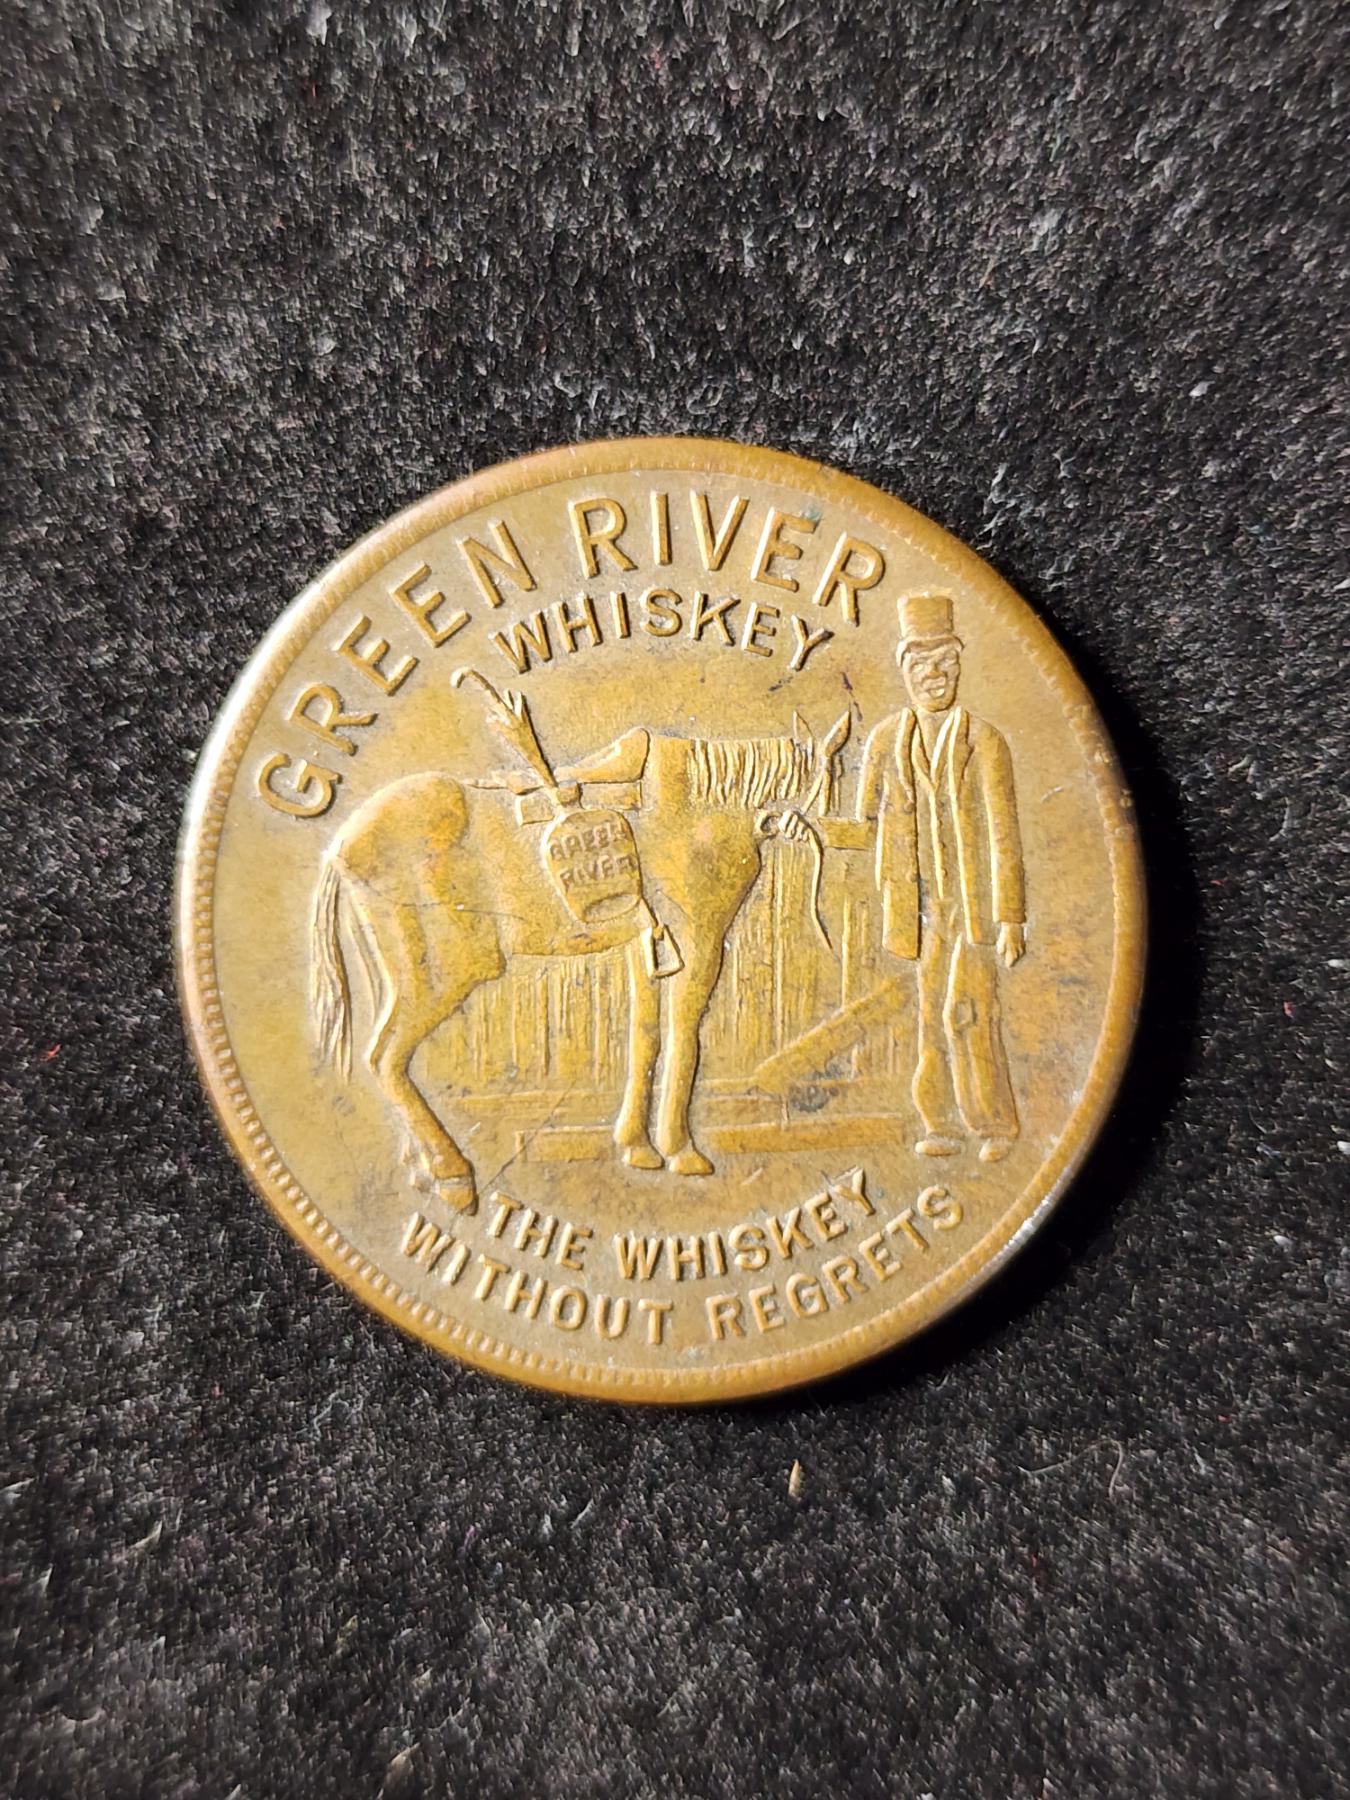 GREEN RIVER
WHISKEY
GREEN
RIVER
THE WHISKEY
WITHOUT REGRETS